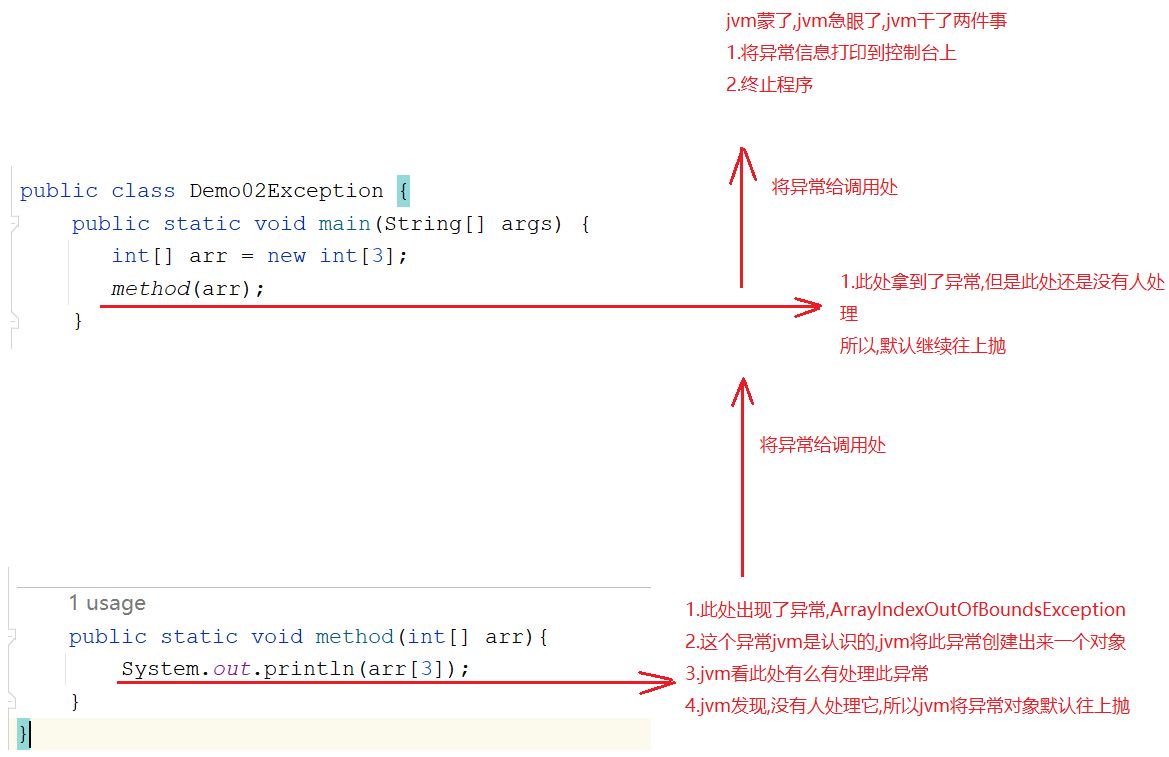 jvm蒙了,jvm急眼了,jvm干了两件事
1.将异常信息打印到控制台上
2.终止程序
将异常给调用处
public class Demo02Exception {
public static void main(String[] args) {
int[] arr = new int[3];
method(arr);
}
1.此处拿到了异常,但是此处还是没有人处
理
所以,默认继续往上抛
将异常给调用处
1 usage
public static void method(int[] arr){
System.out.println(arr[3]);
}
}
1.此处出现了异常,ArrayIndexOutOfBoundsException
2.这个异常jvm是认识的,jvm将此异常创建出来一个对象
3.jvm看此处有么有处理此异常
4.jvm发现,没有人处理它,所以jvm将异常对象默认往上抛